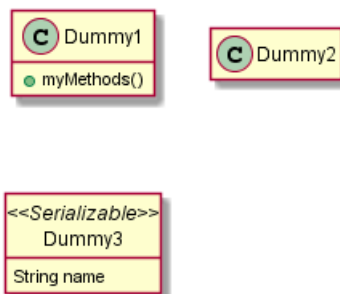 C Dummy1
myMethods()
C Dummy2
<<Serializable>>
Dummy3
String name